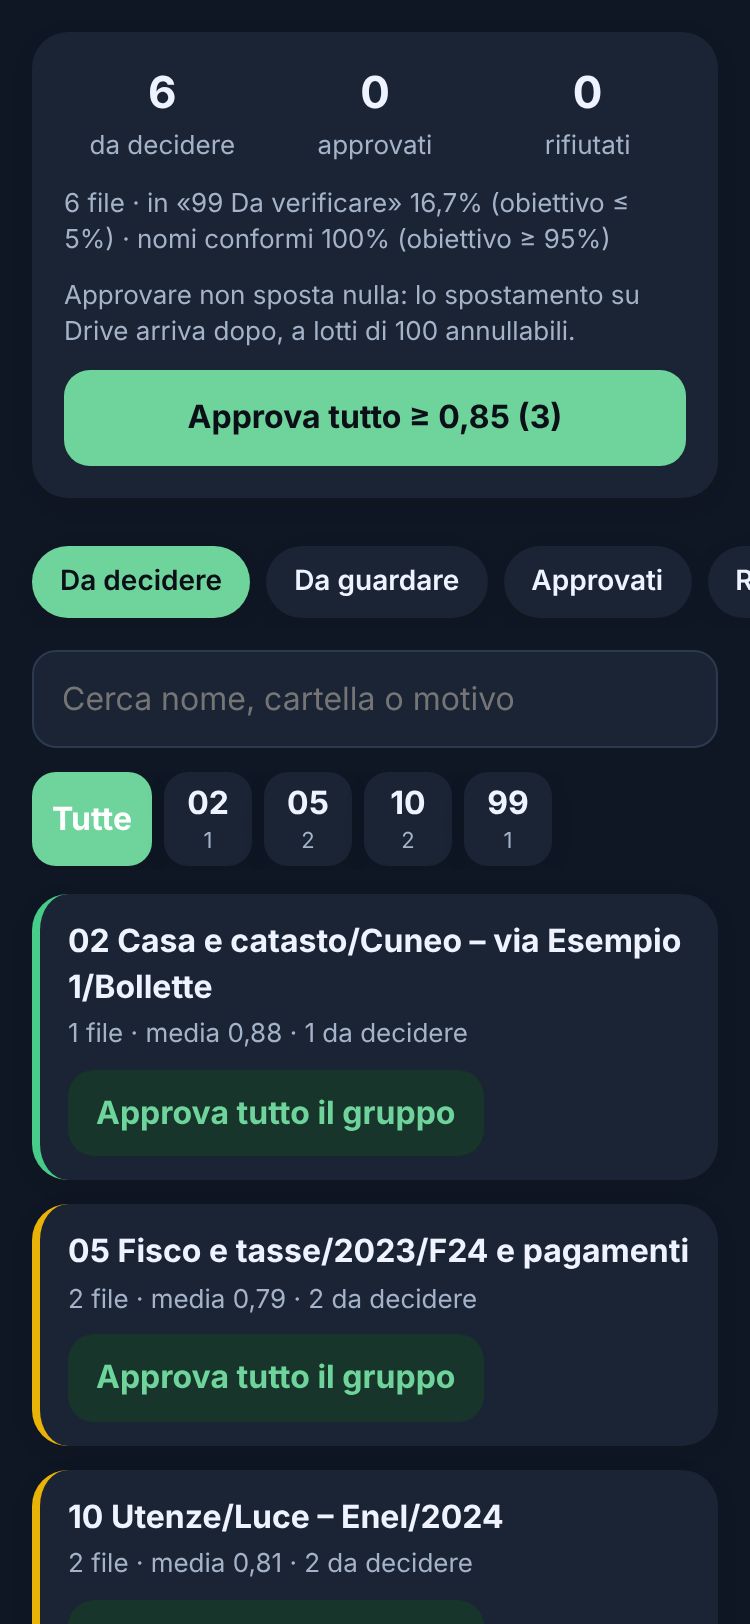 6 0 0
da decidere approvati rifiutati
6 file · in «99 Da verificare» 16,7% (obiettivo ≤
5%) · nomi conformi 100% (obiettivo ≥ 95%)
Approvare non sposta nulla: lo spostamento su
Drive arriva dopo, a lotti di 100 annullabili.
Approva tutto ≥ 0,85 (3)
Da decidere Da guardare Approvati
Cerca nome, cartella o motivo
Tutte 02 05 10 99
1 2 2 1
02 Casa e catasto/Cuneo – via Esempio
1/Bollette
1 file · media 0,88 · 1 da decidere
Approva tutto il gruppo
05 Fisco e tasse/2023/F24 e pagamenti
2 file · media 0,79 · 2 da decidere
Approva tutto il gruppo
10 Utenze/Luce – Enel/2024
2 file · media 0,81 · 2 da decidere